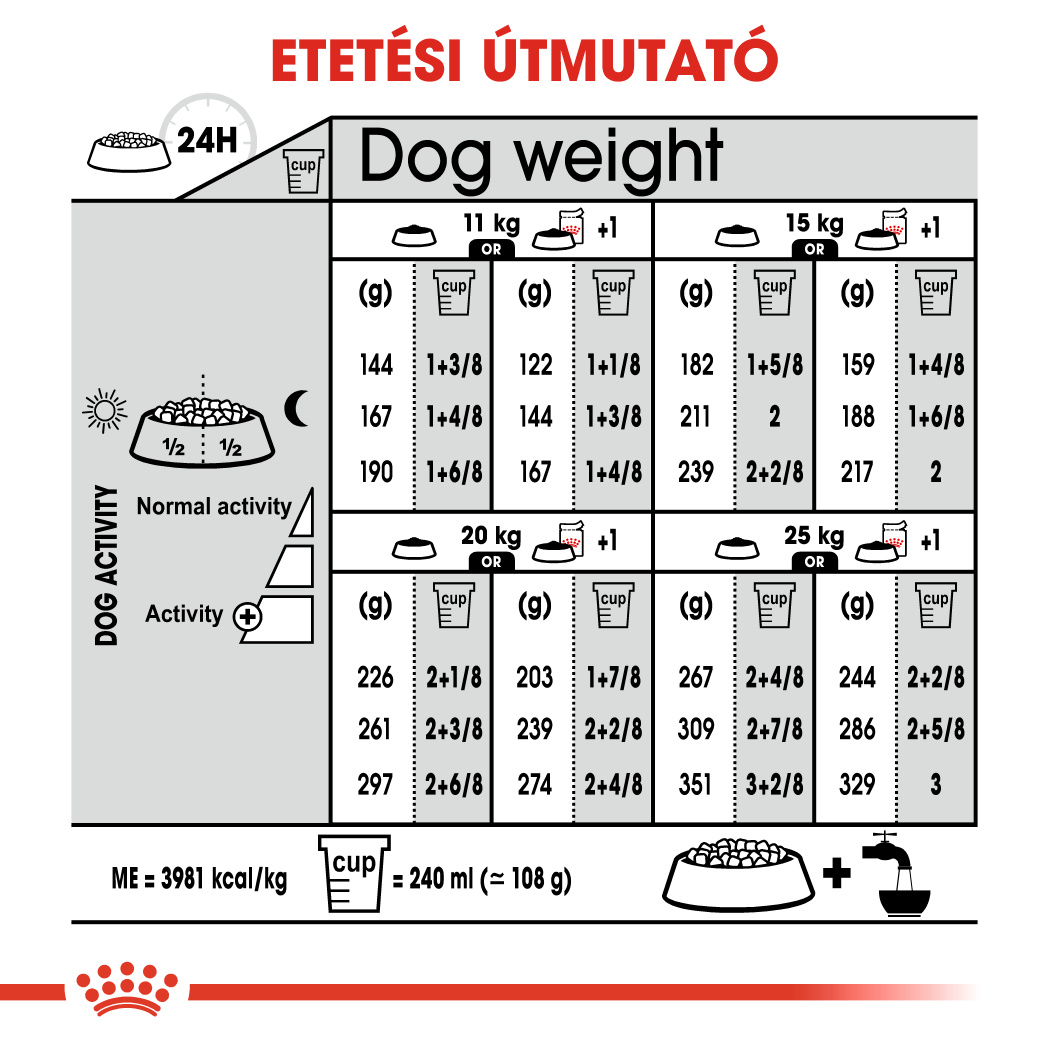 ETETÉSI ÚTMUTATÓ
24H
cup
Dog weight
11 kg +1 15 kg +1
OR OR
(g) cup (g) cup (g) cup (g) cup
144 1+3/8 122 1+1/8 182 1+5/8 159 1+4/8
167 1+4/8 144 1+3/8 211 2 188 1+6/8
190 1+6/8 167 1+4/8 239 2+2/8 217 2
½ ½
DOG ACTIVITY
Normal activity
Activity +
20 kg +1 25 kg +1
OR OR
(g) cup (g) cup (g) cup (g) cup
226 2+1/8 203 1+7/8 267 2+4/8 244 2+2/8
261 2+3/8 239 2+2/8 309 2+7/8 286 2+5/8
297 2+6/8 274 2+4/8 351 3+2/8 329 3
ME = 3981 kcal/kg cup = 240 ml (≃ 108 g) +